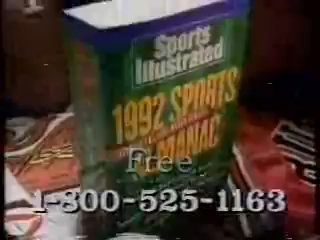 Sports
Illustrated
1992 SPORTS
ALMANAC
Free
1-800-525-1163